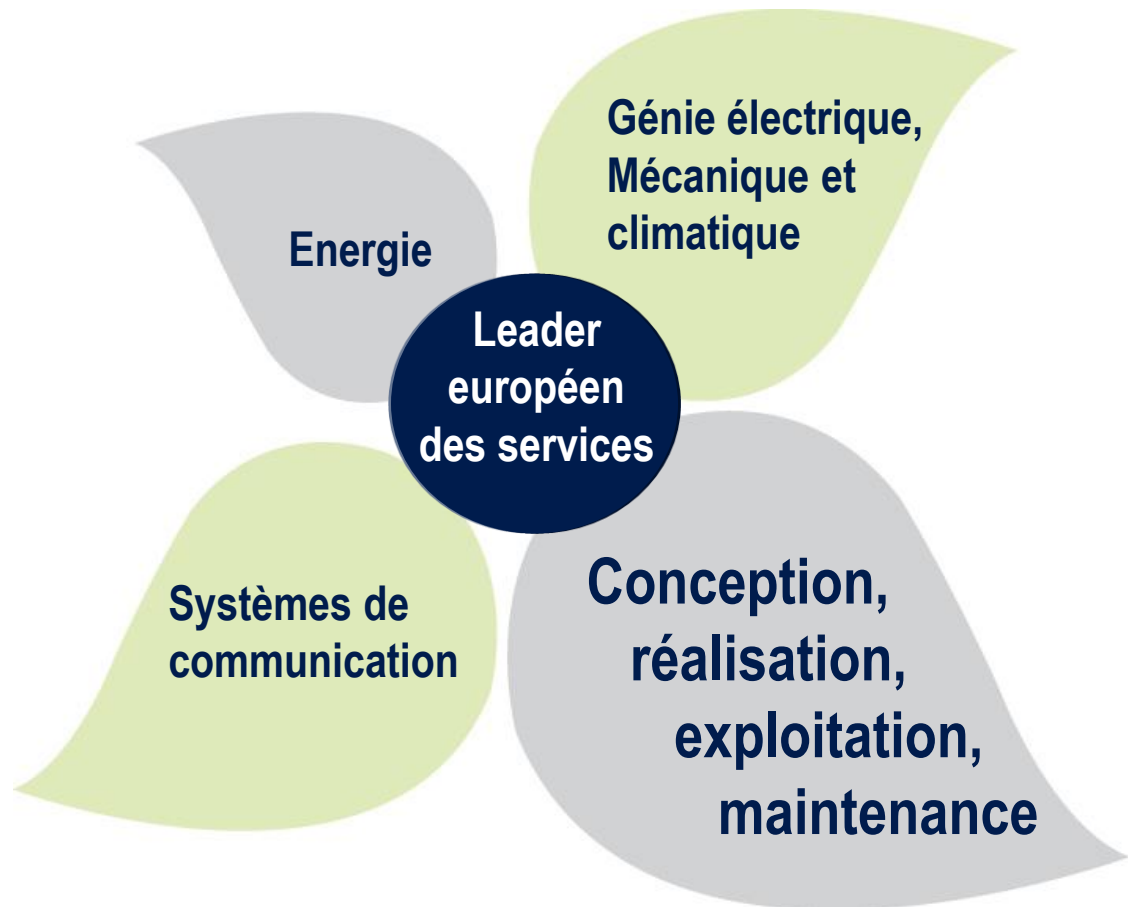 Génie électrique,
Mécanique et
climatique
Energie
Leader
européen
des services
Systèmes de
communication
Conception,
réalisation,
exploitation,
maintenance